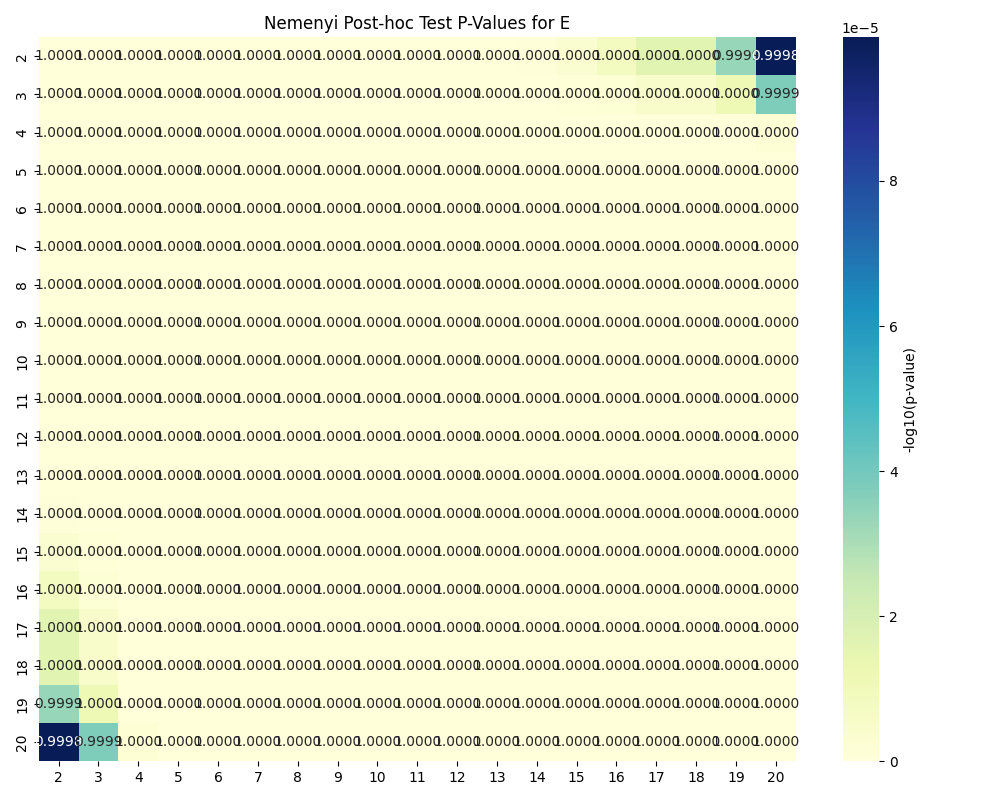 Nemenyi Post-hoc Test P-Values for E
1e−5
2 1.0000 1.0000 1.0000 1.0000 1.0000 1.0000 1.0000 1.0000 1.0000 1.0000 1.0000 1.0000 1.0000 1.0000 1.0000 1.0000 1.0000 0.9999 0.9998
3 1.0000 1.0000 1.0000 1.0000 1.0000 1.0000 1.0000 1.0000 1.0000 1.0000 1.0000 1.0000 1.0000 1.0000 1.0000 1.0000 1.0000 1.0000 0.9999
4 1.0000 1.0000 1.0000 1.0000 1.0000 1.0000 1.0000 1.0000 1.0000 1.0000 1.0000 1.0000 1.0000 1.0000 1.0000 1.0000 1.0000 1.0000 1.0000
5 1.0000 1.0000 1.0000 1.0000 1.0000 1.0000 1.0000 1.0000 1.0000 1.0000 1.0000 1.0000 1.0000 1.0000 1.0000 1.0000 1.0000 1.0000 1.0000
6 1.0000 1.0000 1.0000 1.0000 1.0000 1.0000 1.0000 1.0000 1.0000 1.0000 1.0000 1.0000 1.0000 1.0000 1.0000 1.0000 1.0000 1.0000 1.0000
7 1.0000 1.0000 1.0000 1.0000 1.0000 1.0000 1.0000 1.0000 1.0000 1.0000 1.0000 1.0000 1.0000 1.0000 1.0000 1.0000 1.0000 1.0000 1.0000
8 1.0000 1.0000 1.0000 1.0000 1.0000 1.0000 1.0000 1.0000 1.0000 1.0000 1.0000 1.0000 1.0000 1.0000 1.0000 1.0000 1.0000 1.0000 1.0000
9 1.0000 1.0000 1.0000 1.0000 1.0000 1.0000 1.0000 1.0000 1.0000 1.0000 1.0000 1.0000 1.0000 1.0000 1.0000 1.0000 1.0000 1.0000 1.0000
10 1.0000 1.0000 1.0000 1.0000 1.0000 1.0000 1.0000 1.0000 1.0000 1.0000 1.0000 1.0000 1.0000 1.0000 1.0000 1.0000 1.0000 1.0000 1.0000
11 1.0000 1.0000 1.0000 1.0000 1.0000 1.0000 1.0000 1.0000 1.0000 1.0000 1.0000 1.0000 1.0000 1.0000 1.0000 1.0000 1.0000 1.0000 1.0000
12 1.0000 1.0000 1.0000 1.0000 1.0000 1.0000 1.0000 1.0000 1.0000 1.0000 1.0000 1.0000 1.0000 1.0000 1.0000 1.0000 1.0000 1.0000 1.0000
13 1.0000 1.0000 1.0000 1.0000 1.0000 1.0000 1.0000 1.0000 1.0000 1.0000 1.0000 1.0000 1.0000 1.0000 1.0000 1.0000 1.0000 1.0000 1.0000
14 1.0000 1.0000 1.0000 1.0000 1.0000 1.0000 1.0000 1.0000 1.0000 1.0000 1.0000 1.0000 1.0000 1.0000 1.0000 1.0000 1.0000 1.0000 1.0000
15 1.0000 1.0000 1.0000 1.0000 1.0000 1.0000 1.0000 1.0000 1.0000 1.0000 1.0000 1.0000 1.0000 1.0000 1.0000 1.0000 1.0000 1.0000 1.0000
16 1.0000 1.0000 1.0000 1.0000 1.0000 1.0000 1.0000 1.0000 1.0000 1.0000 1.0000 1.0000 1.0000 1.0000 1.0000 1.0000 1.0000 1.0000 1.0000
17 1.0000 1.0000 1.0000 1.0000 1.0000 1.0000 1.0000 1.0000 1.0000 1.0000 1.0000 1.0000 1.0000 1.0000 1.0000 1.0000 1.0000 1.0000 1.0000
18 1.0000 1.0000 1.0000 1.0000 1.0000 1.0000 1.0000 1.0000 1.0000 1.0000 1.0000 1.0000 1.0000 1.0000 1.0000 1.0000 1.0000 1.0000 1.0000
19 0.9999 1.0000 1.0000 1.0000 1.0000 1.0000 1.0000 1.0000 1.0000 1.0000 1.0000 1.0000 1.0000 1.0000 1.0000 1.0000 1.0000 1.0000 1.0000
20 0.9998 0.9999 1.0000 1.0000 1.0000 1.0000 1.0000 1.0000 1.0000 1.0000 1.0000 1.0000 1.0000 1.0000 1.0000 1.0000 1.0000 1.0000 1.0000
2 3 4 5 6 7 8 9 10 11 12 13 14 15 16 17 18 19 20
8
6
4
2
0
-log10(p-value)